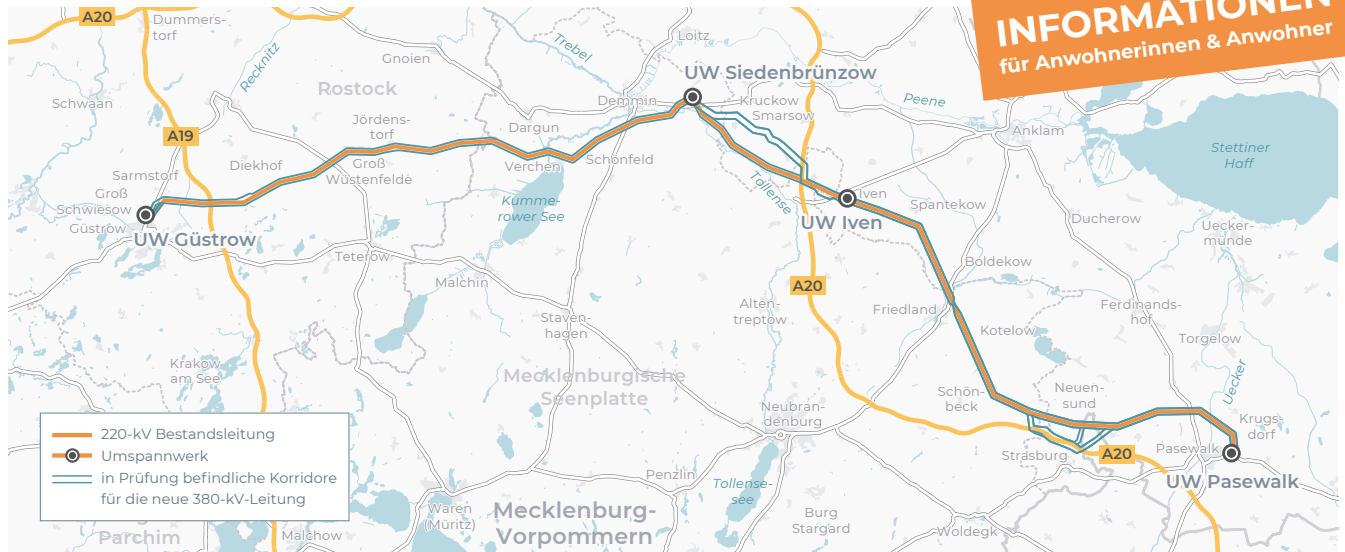 INFORMATIONEN
für Anwohnerinnen & Anwohner
A20
Dummers-
torf
Recknitz
Gnoien
Trebel
Loitz
UW Siedenbrünzow
Rostock
Schwaan
Demmin
Kruckow
Smarsow
Peene
Anklam
A19
Jördens-
torf
Dargun
Stettiner
Haff
Diekhof
Groß
Wüstenfelde
Verchen
Schönfeld
Sarmstorf
Groß
Schwiesow
Güstrow
UW Güstrow
Kumme-
rower See
Tollense
Iven
UW Iven
Spantekow
Ducherow
Uecker-
münde
Teterow
Malchin
Boldekow
A20
Alten-
treptow
Friedland
Ferdinands-
hof
Staven-
hagen
Kotelow
Torgelow
Krakow
am See
Mecklenburgische
Seenplatte
Uecker
Schön-
beck
Neuen-
sund
Neubran-
denburg
Krugs-
dorf
220-kV Bestandsleitung
Umspannwerk
in Prüfung befindliche Korridore
für die neue 380-kV-Leitung
Strasburg
A20
Pasewalk
UW Pasewalk
Penzlin
Tollense-
see
Waren
(Müritz)
Mecklenburg-
Vorpommern
Burg
Stargard
Woldegk
Parchim
Malchow